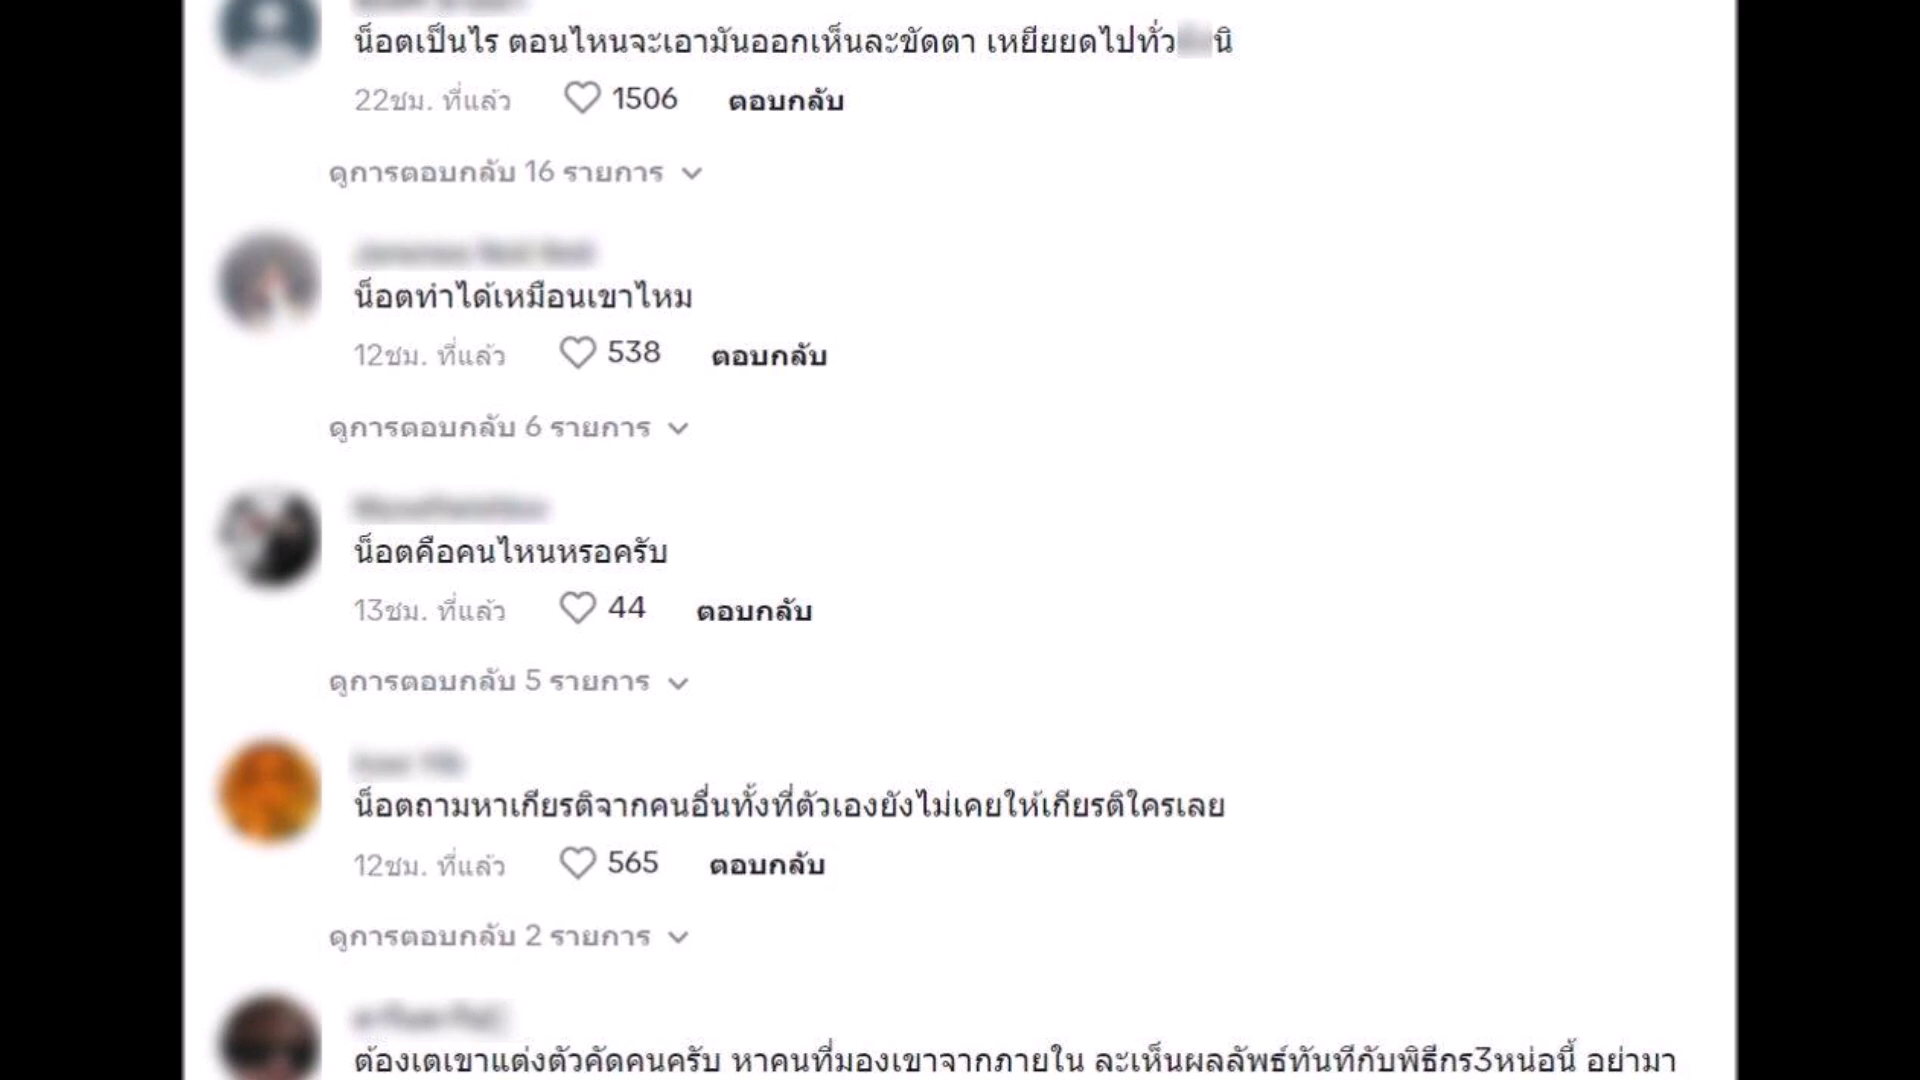 น็อตเป็นไร ตอนไหนจะเอามันออกเห็นละขัดตา เหยียยดไปทั่ว นิ
22ชม. ที่แล้ว 1506 ตอบกลับ
ดูการตอบกลับ 16 รายการ
น็อตทำได้เหมือนเขาไหม
12ชม. ที่แล้ว 538 ตอบกลับ
ดูการตอบกลับ 6 รายการ
น็อตคือคนไหนหรอครับ
13ชม. ที่แล้ว 44 ตอบกลับ
ดูการตอบกลับ 5 รายการ
น็อตถามหาเกียรติจากคนอื่นทั้งที่ตัวเองยังไม่เคยให้เกียรติใครเลย
12ชม. ที่แล้ว 565 ตอบกลับ
ดูการตอบกลับ 2 รายการ
ต้องเตเขาแต่งตัวคัดคนครับ หาคนที่มองเขาจากภายใน ละเห็นผลลัพธ์ทันทีกับพิธีกร3หน่อนี้ อย่ามา